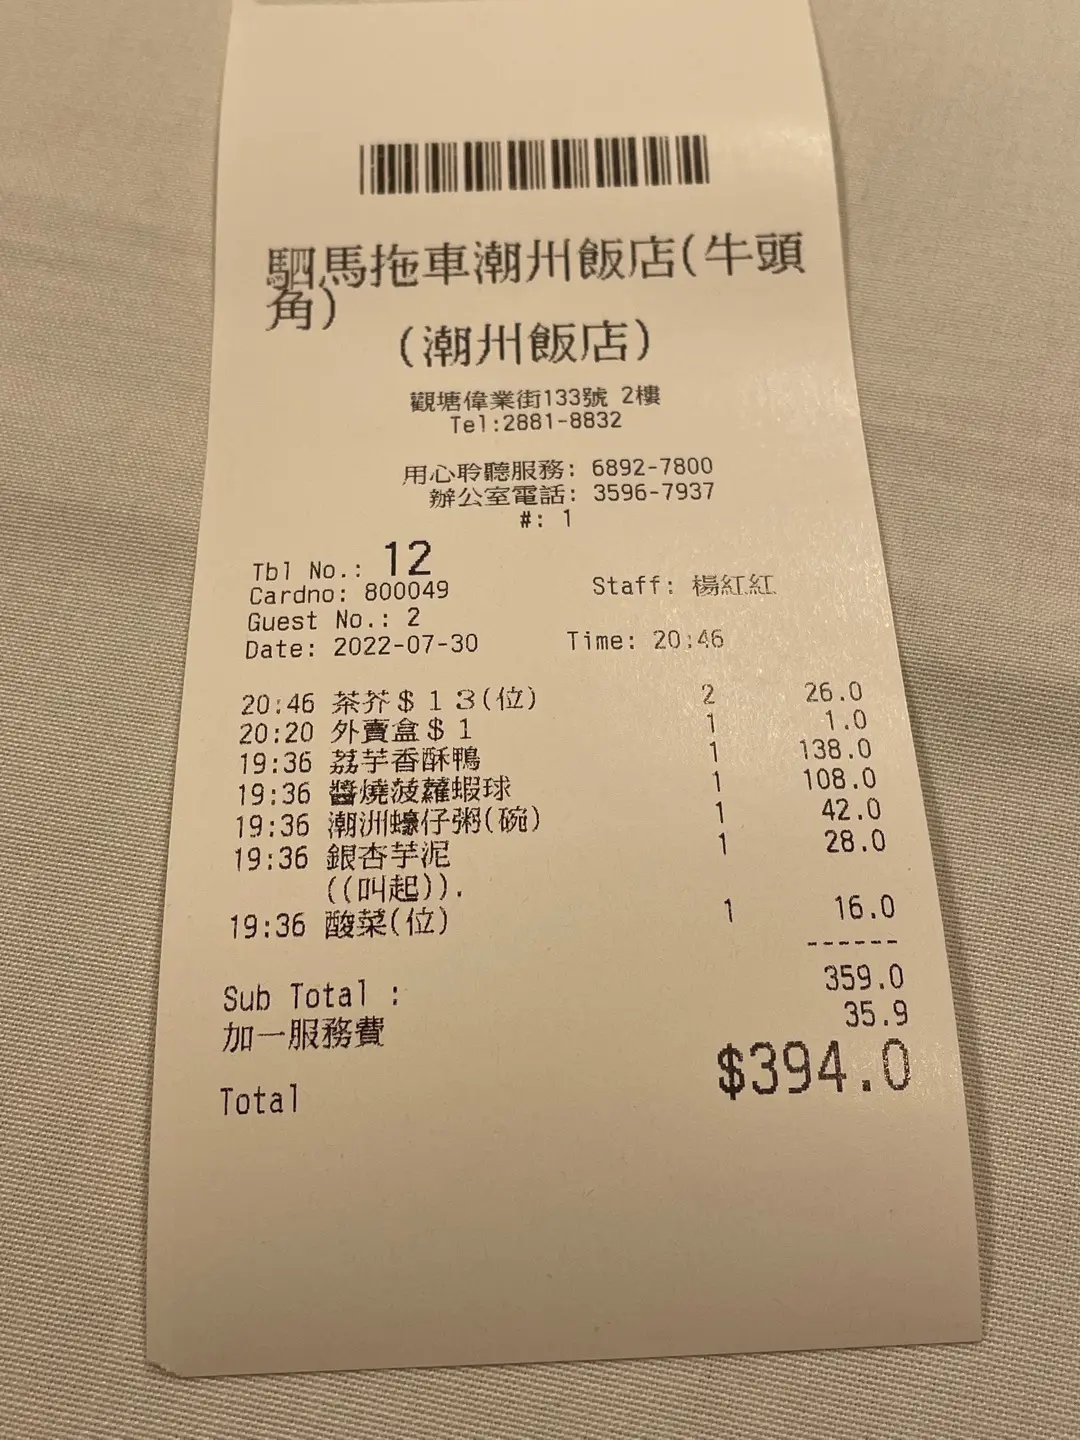 駟馬拖車潮州飯店(牛頭
角)
(潮州飯店)
觀塘偉業街133號 2樓
Tel:2881-8832
用心聆聽服務: 6892-7800
辦公室電話: 3596-7937
#: 1
Tbl No.: 12
Cardno: 800049 Staff: 楊紅紅
Guest No.: 2
Date: 2022-07-30 Time: 20:46
20:46 茶芥$13(位) 2 26.0
20:20 外賣盒$1 1 1.0
19:36 荔芋香酥鴨 1 138.0
19:36 醬燒菠蘿蝦球 1 108.0
19:36 潮洲蠔仔粥(碗) 1 42.0
19:36 銀杏芋泥 1 28.0
((叫起)).
19:36 酸菜(位) 1 16.0
------
Sub Total : 359.0
加一服務費 35.9
Total $394.0